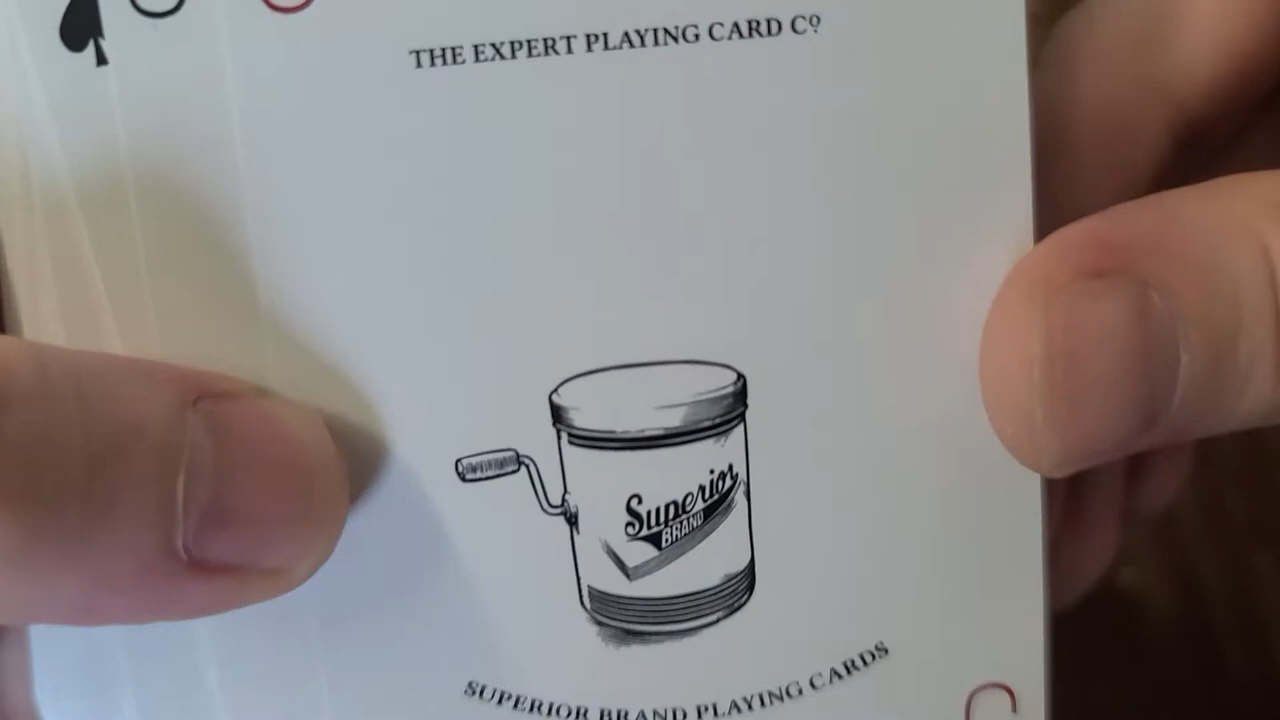 THE EXPERT PLAYING CARD Cº
Superior
BRAND
SUPERIOR BRAND PLAYING CARDS